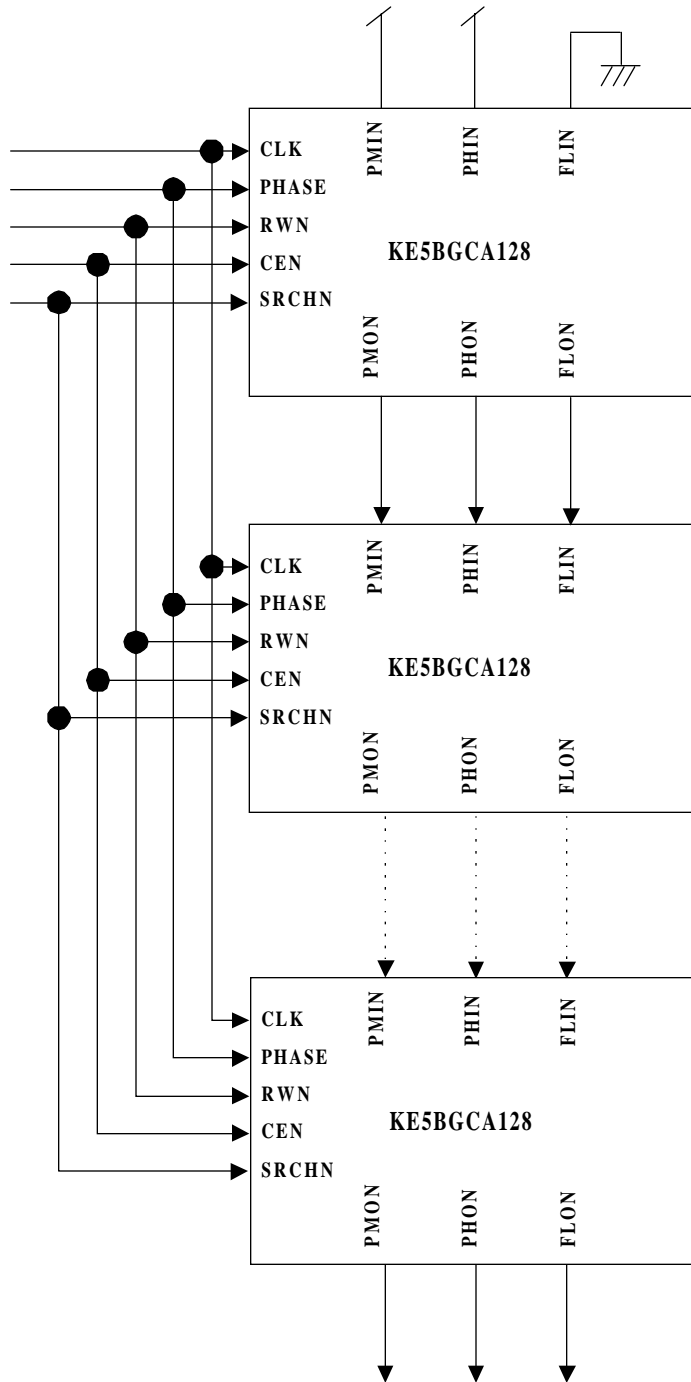 PMIN PHIN FLIN
CLK
PHASE
RWN
CEN
SRCHN
KE5BGCA128
PMON PHON FLON
PMIN PHIN FLIN
CLK
PHASE
RWN
CEN
SRCHN
KE5BGCA128
PMON PHON FLON
PMIN PHIN FLIN
CLK
PHASE
RWN
CEN
SRCHN
KE5BGCA128
PMON PHON FLON